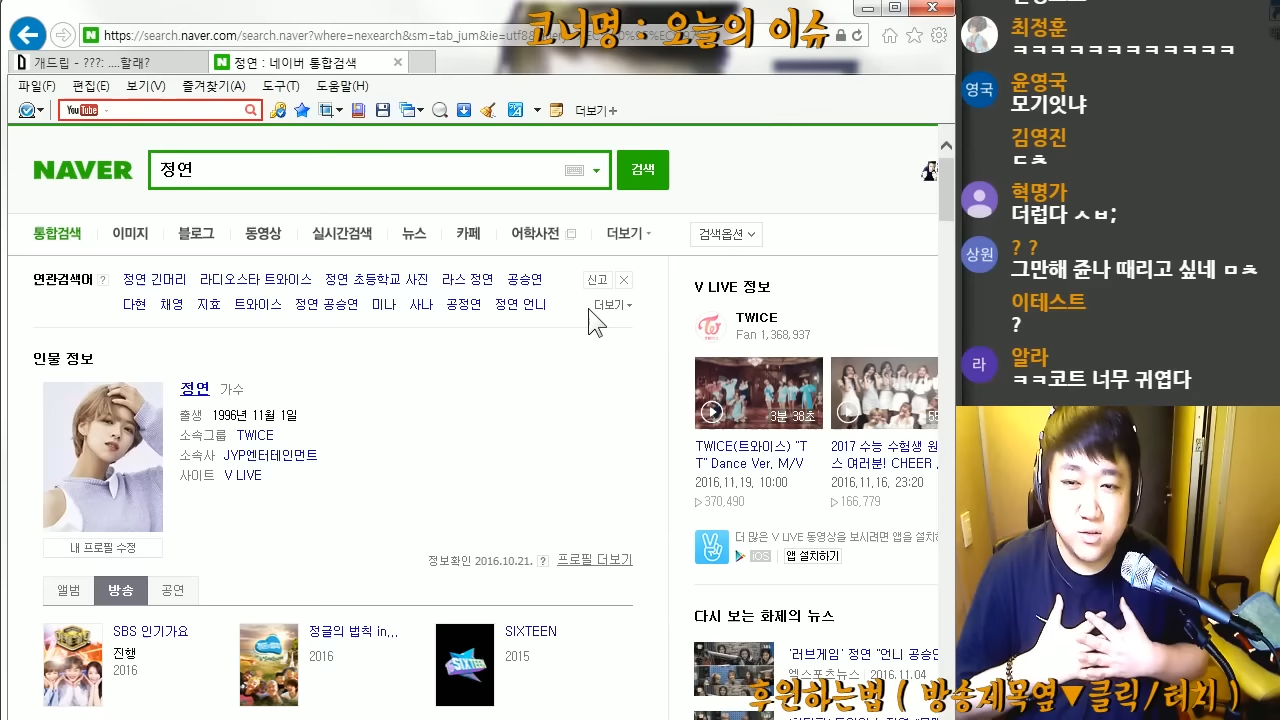 코너명 : 오늘의 이슈
https://search.naver.com/search.naver?where=nexearch&sm=tab_jum&ie=utf8
개드립 - ???: ....할래?
정연 : 네이버 통합검색
파일(F) 편집(E) 보기(V) 즐겨찾기(A) 도구(T) 도움말(H)
YouTube
더보기
NAVER
정연
검색
통합검색 이미지 블로그 동영상 실시간검색 뉴스 카페 어학사전 더보기 검색옵션
연관검색어 ? 정연 긴머리 라디오스타 트와이스 정연 초등학교 사진 라스 정연 공승연 신고
다현 채영 지효 트와이스 정연 공승연 미나 사나 공정연 정연 언니 더보기
인물 정보
정연 가수
출생 1996년 11월 1일
소속그룹 TWICE
소속사 JYP엔터테인먼트
사이트 V LIVE
내 프로필 수정
정보확인 2016.10.21. ? 프로필 더보기
앨범 방송 공연
SBS 인기가요
진행
2016
정글의 법칙 in,,,
2016
SIXTEEN
SIXTEEN
2015
V LIVE 정보
TWICE
Fan 1,368,937
3분 38초
TWICE(트와이스) "T
T" Dance Ver. M/V
2016.11.19. 10:00
370,490
55
2017 수능 수험생 원
스 여러분! CHEER
2016.11.16. 23:20
166,779
더 많은 V LIVE 동영상을 보시려면 앱을 설치하
iOS 앱 설치하기
다시 보는 화제의 뉴스
'러브게임' 정연 "언니 공승연
엑스포츠뉴스 2016.11.04
최정훈
ㅋㅋㅋㅋㅋㅋㅋㅋㅋㅋㅋㅋ
영국
윤영국
모기잇냐
김영진
ㄷㅊ
혁명가
더럽다 ㅅㅂ;
상원
? ?
그만해 쥰나 때리고 싶네 ㅁㅊ
이테스트
?
라
알라
ㅋㅋ코트 너무 귀엽다
후원하는법 ( 방송제목옆▼클릭/터치 )